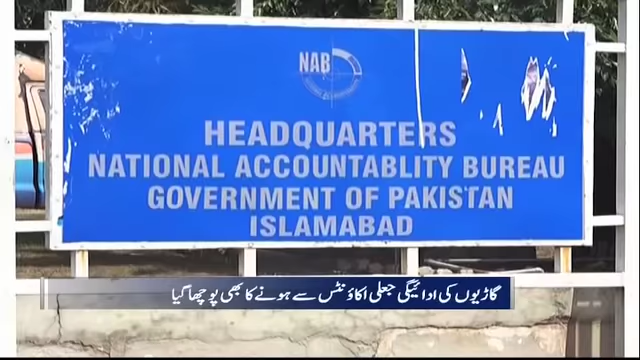 NAB
HEADQUARTERS
NATIONAL ACCOUNTABLITY BUREAU
GOVERNMENT OF PAKISTAN
ISLAMABAD
گاڑیوں کی ادائیگی جعلی اکاؤنٹس سے ہونے کا بھی پوچھا گیا